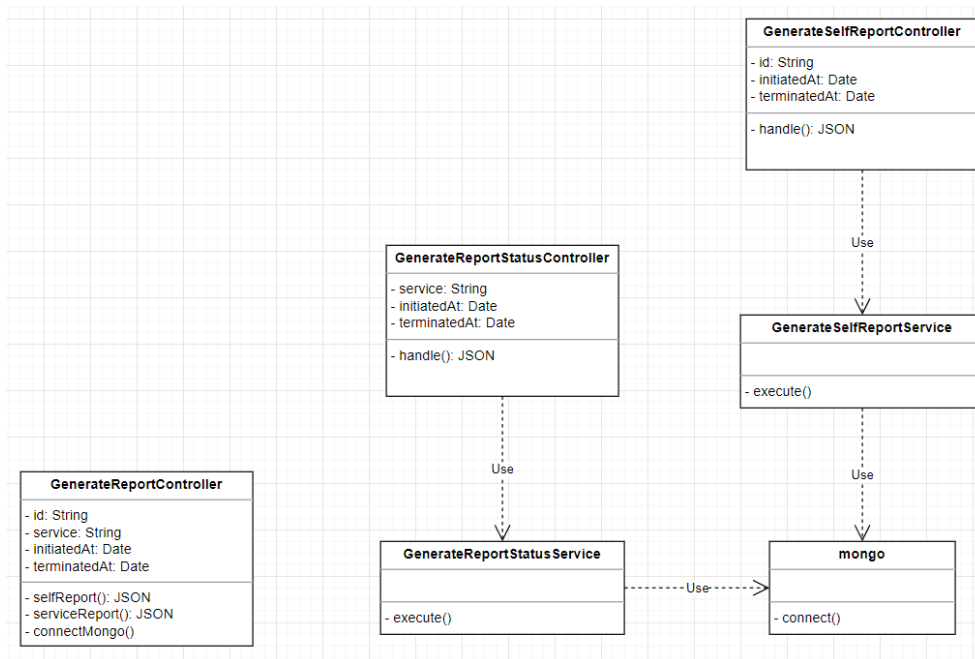 GenerateSelfReportController
- id: String
- initiatedAt: Date
- terminatedAt: Date
- handle(): JSON
Use
GenerateReportStatusController
- service: String
- initiatedAt: Date
- terminatedAt: Date
- handle(): JSON
GenerateSelfReportService
- execute()
Use
Use
GenerateReportController
- id: String
- service: String
- initiatedAt: Date
- terminatedAt: Date
- selfReport(): JSON
- serviceReport(): JSON
- connectMongo()
GenerateReportStatusService
- execute()
Use
mongo
- connect()